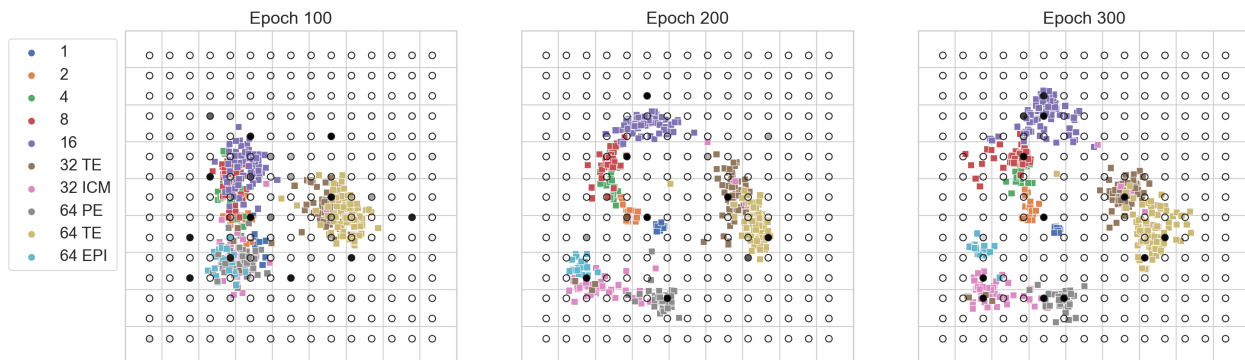 Epoch 100
Epoch 200
Epoch 300
1
2
4
8
16
32 TE
32 ICM
64 PE
64 TE
64 EPI